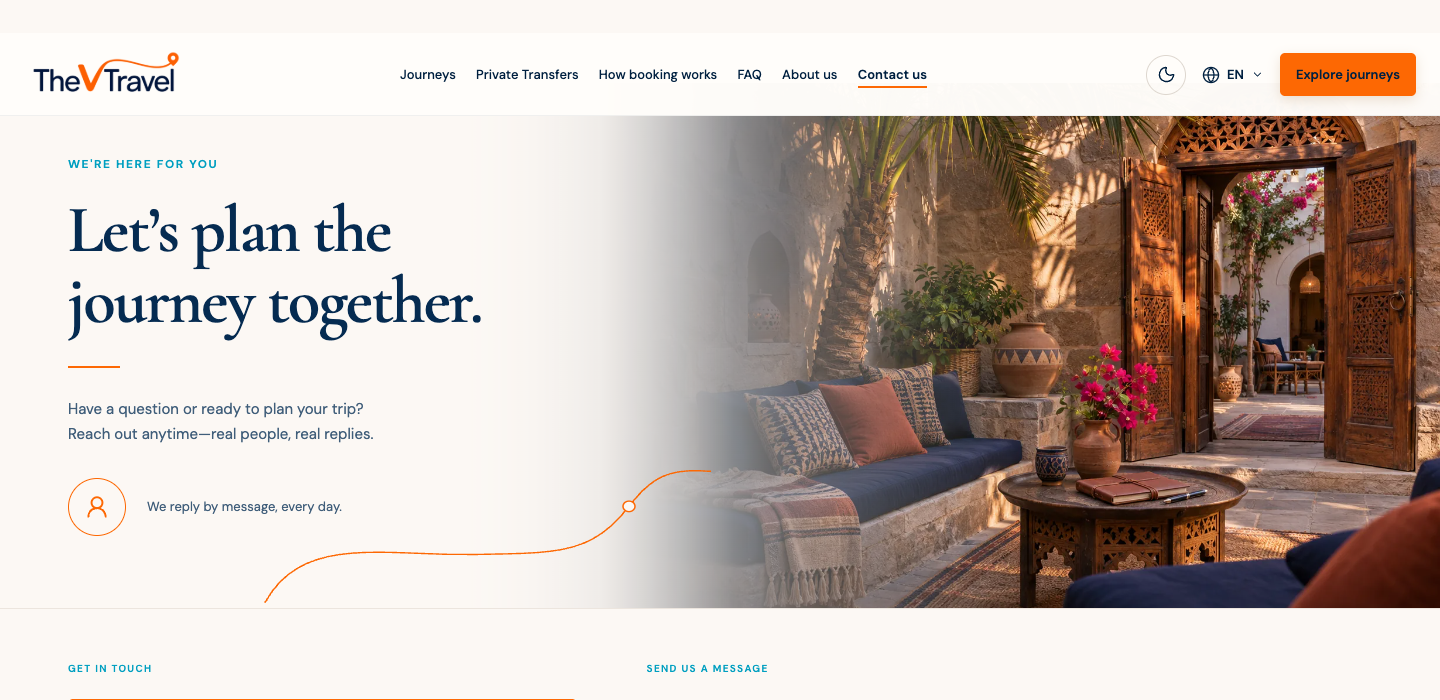 TheVTravel
Journeys
Private Transfers
How booking works
FAQ
About us
Contact us
EN
Explore journeys
WE'RE HERE FOR YOU
Let’s plan the
journey together.
Have a question or ready to plan your trip?
Reach out anytime—real people, real replies.
We reply by message, every day.
GET IN TOUCH
SEND US A MESSAGE